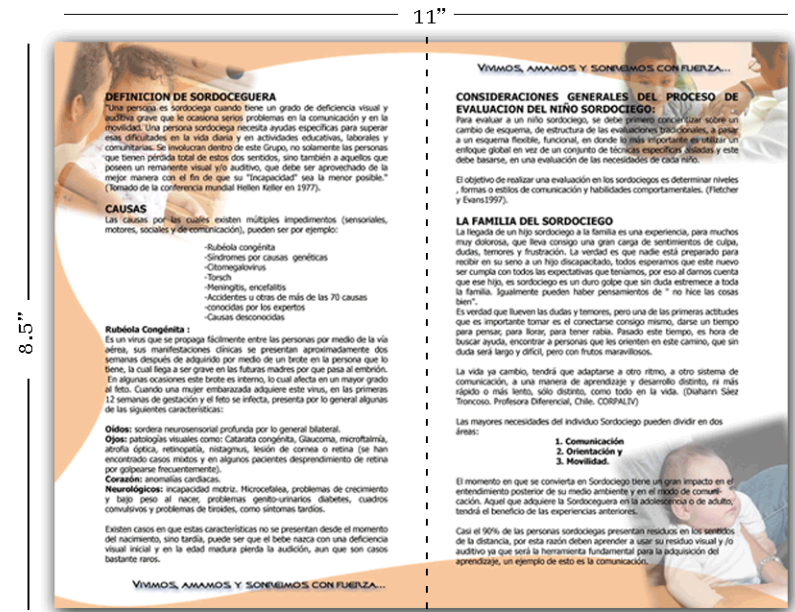 11”
8.5”
DEFINICION DE SORDOCEGUERA
"Una persona es sordociega cuando tiene un grado de deficiencia visual y
auditiva grave que le ocasiona serios problemas en la comunicación y en la
movilidad. Una persona sordociega necesita ayudas específicas para superar
esas dificultades en la vida diaria y en actividades educativas, laborales y
comunitarias. Se involucran dentro de este Grupo, no solamente las personas
que tienen pérdida total de estos dos sentidos, sino también a aquellos que
poseen un remanente visual y/o auditivo, que debe ser aprovechado de la
mejor manera con el fin de que su "Incapacidad" sea la menor posible."
(Tomado de la conferencia mundial Hellen Keller en 1977).
CAUSAS
Las causas por las cuales existen múltiples impedimentos (sensoriales,
motores, sociales y de comunicación), pueden ser por ejemplo:
-Rubéola congénita
-Síndromes por causas genéticas
-Citomegalovirus
-Torsch
-Meningitis, encefalitis
-Accidentes u otras de más de las 70 causas
-conocidas por los expertos
-Causas desconocidas
Rubéola Congénita :
Es un virus que se propaga fácilmente entre las personas por medio de la vía
aérea, sus manifestaciones clínicas se presentan aproximadamente dos
semanas después de adquirido por medio de un brote en la persona que lo
tiene, la cual llega a ser grave en las futuras madres por que pasa al embrión.
En algunas ocasiones este brote es interno, lo cual afecta en un mayor grado
al feto. Cuando una mujer embarazada adquiere este virus, en las primeras
12 semanas de gestación y el feto se infecta, presenta por lo general algunos
de las siguientes características:
Oídos: sordera neurosensorial profunda por lo general bilateral.
Ojos: patologías visuales como: Catarata congénita, Glaucoma, microftalmía,
atrofia óptica, retinopatía, nistagmus, lesión de cornea o retina (se han
encontrado casos mixtos y en algunos pacientes desprendimiento de retina
por golpearse frecuentemente).
Corazón: anomalías cardiacas.
Neurológicos: incapacidad motriz. Microcefalea, problemas de crecimiento
y bajo peso al nacer, problemas genito-urinarios diabetes, cuadros
convulsivos y problemas de tiroides, como síntomas tardíos.
Existen casos en que estas características no se presentan desde el momento
del nacimiento, sino tardía, puede ser que el bebe nazca con una deficiencia
visual inicial y en la edad madura pierda la audición, aun que son casos
bastante raros.
VIVIMOS, AMAMOS Y SONREIMOS CON FUERZA...
VIVIMOS, AMAMOS Y SONREIMOS CON FUERZA...
CONSIDERACIONES GENERALES DEL PROCESO DE
EVALUACION DEL NIÑO SORDOCIEGO:
Para evaluar a un niño sordociego, se debe primero concientizar sobre un
cambio de esquema, de estructura de las evaluaciones tradicionales, a pasar
a un esquema flexible, funcional, en donde lo más importante es utilizar un
enfoque global en vez de un conjunto de técnicas específicas aisladas y este
debe basarse, en una evaluación de las necesidades de cada niño.
El objetivo de realizar una evaluación en los sordociegos es determinar niveles
, formas o estilos de comunicación y habilidades comportamentales. (Fletcher
y Evans1997).
LA FAMILIA DEL SORDOCIEGO
La llegada de un hijo sordociego a la familia es una experiencia, para muchos
muy dolorosa, que lleva consigo una gran carga de sentimientos de culpa,
dudas, temores y frustración. La verdad es que nadie está preparado para
recibir en su seno a un hijo discapacitado, todos esperamos que este nuevo
ser cumpla con todos las expectativas que teníamos, por eso al darnos cuenta
que ese hijo, es sordociego es un duro golpe que sin duda estremece a toda
la familia. Igualmente pueden haber pensamientos de " no hice las cosas
bien".
Es verdad que llueven las dudas y temores, pero una de las primeras actitudes
que es importante tomar es el conectarse consigo mismo, darse un tiempo
para pensar, para llorar, para tener rabia. Pasado este tiempo, es hora de
buscar ayuda, encontrar a personas que les orienten en este camino, que sin
duda será largo y difícil, pero con frutos maravillosos.
La vida ya cambio, tendrá que adaptarse a otro ritmo, a otro sistema de
comunicación, a una manera de aprendizaje y desarrollo distinto, ni más
rápido o más lento, sólo distinto, como todo en la vida. (Diahann Sáez
Troncoso. Profesora Diferencial, Chile. CORPALIV)
Las mayores necesidades del individuo Sordociego pueden dividir en dos
áreas:
1. Comunicación
2. Orientación y
3. Movilidad.
El momento en que se convierta en Sordociego tiene un gran impacto en el
entendimiento posterior de su medio ambiente y en el modo de comuni-
cación. Aquel que adquiere la Sordoceguera en la adolescencia o de adulto,
tendrá el beneficio de las experiencias anteriores.
Casi el 90% de las personas sordociegas presentan residuos en los sentidos
de la distancia, por esta razón deben aprender a usar su residuo visual y /o
auditivo ya que será la herramienta fundamental para la adquisición del
aprendizaje, un ejemplo de esto es la comunicación.